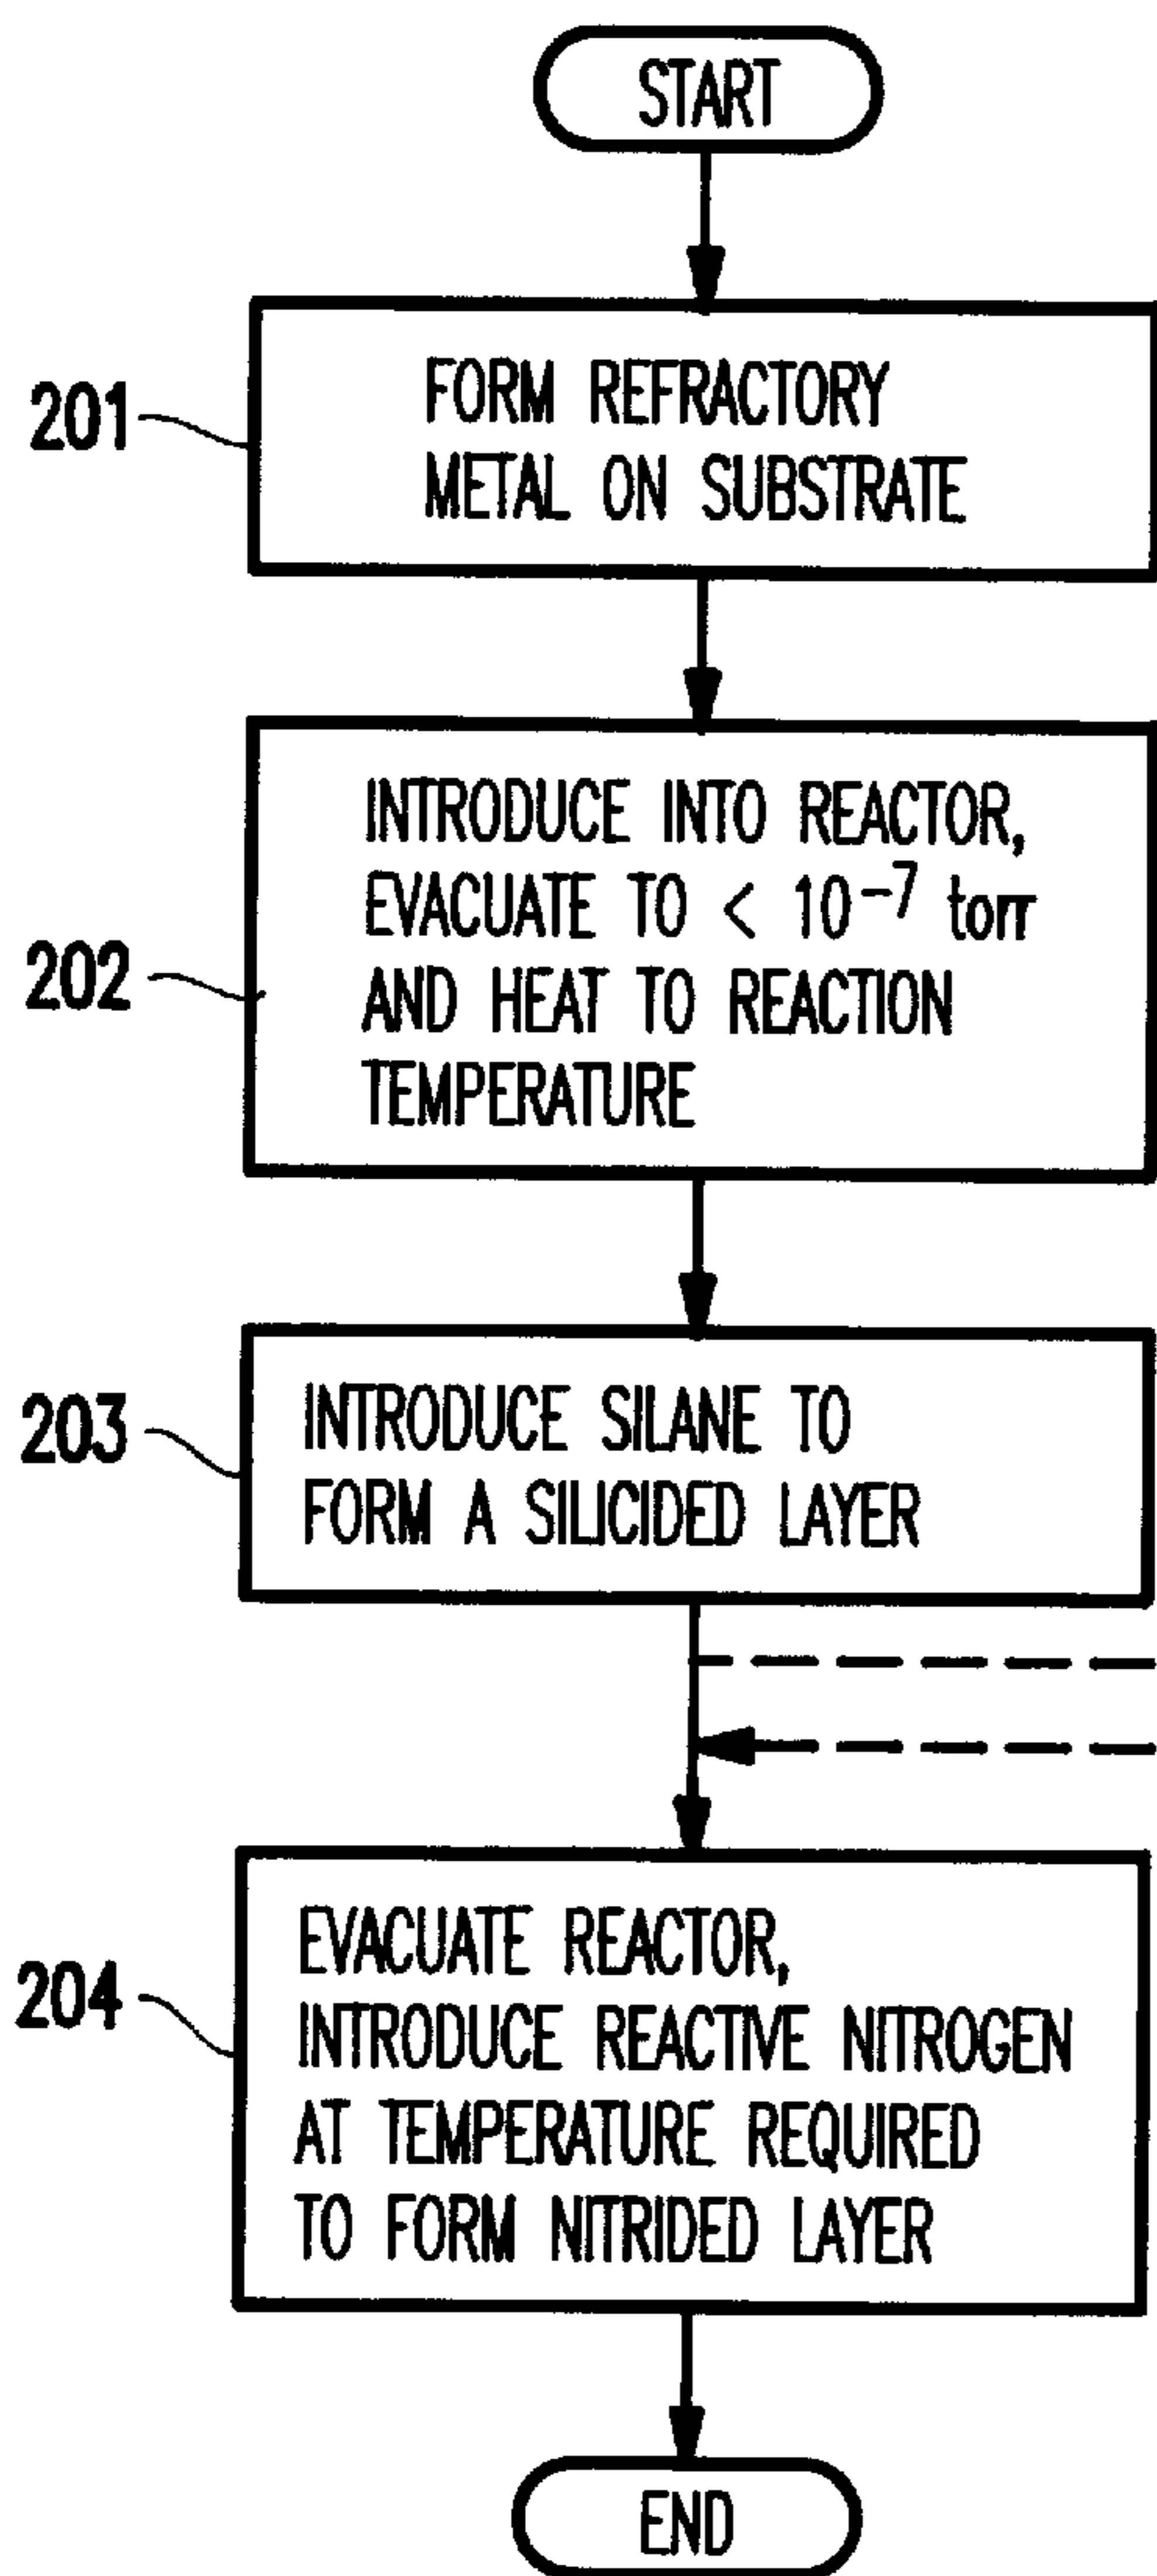 START
201
FORM REFRACTORY
METAL ON SUBSTRATE
202
INTRODUCE INTO REACTOR,
EVACUATE TO < 10⁻⁷ torr
AND HEAT TO REACTION
TEMPERATURE
203
INTRODUCE SILANE TO
FORM A SILICIDED LAYER
204
EVACUATE REACTOR,
INTRODUCE REACTIVE NITROGEN
AT TEMPERATURE REQUIRED
TO FORM NITRIDED LAYER
END